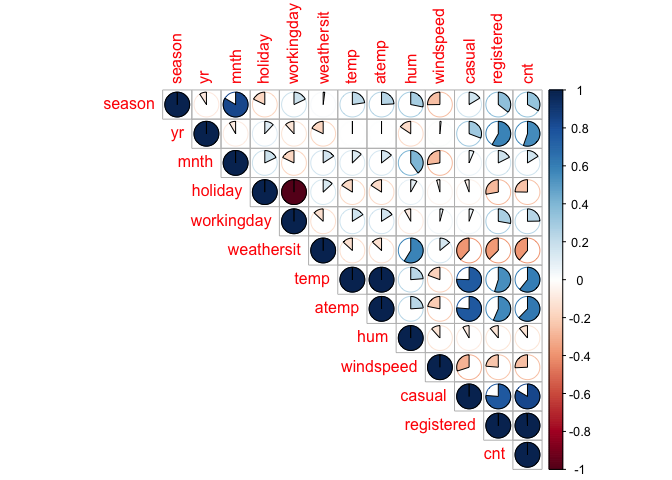 season
yr
mnth
holiday
workingday
weathersit
temp
atemp
hum
windspeed
casual
registered
cnt
season
yr
mnth
holiday
workingday
weathersit
temp
atemp
hum
windspeed
casual
registered
cnt
1
0.8
0.6
0.4
0.2
0
-0.2
-0.4
-0.6
-0.8
-1